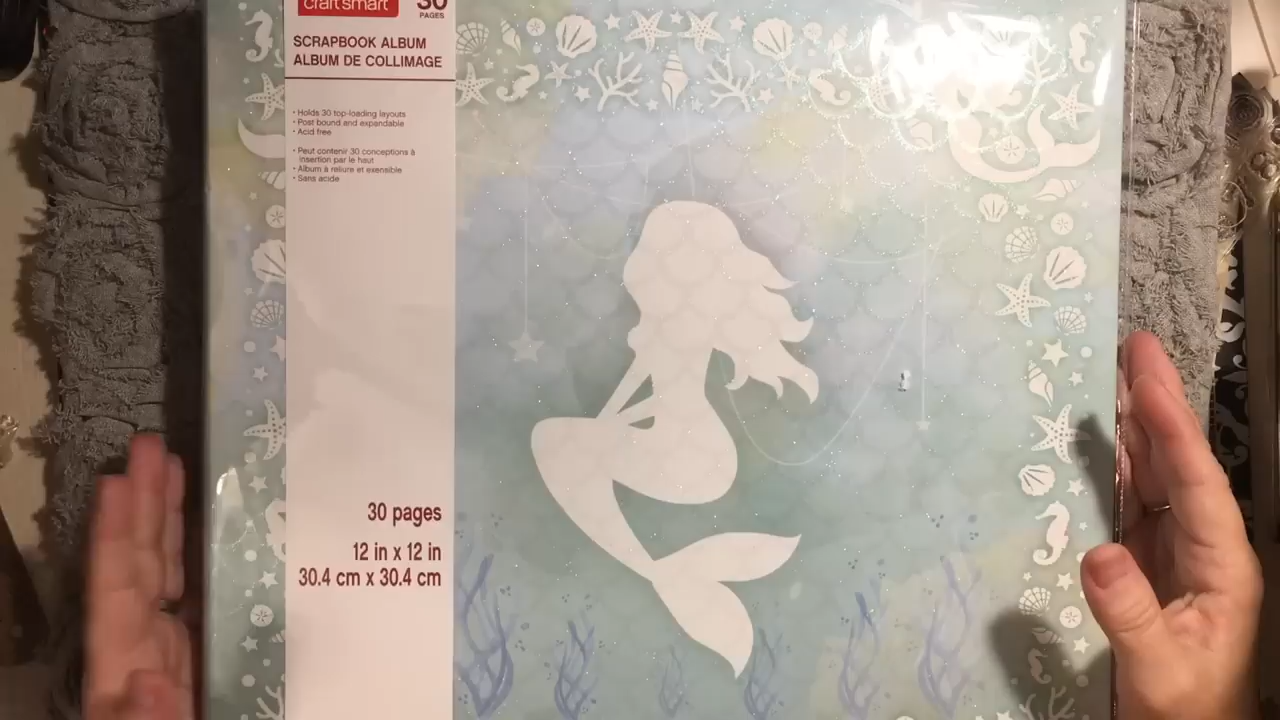 craft smart
30
PAGES
SCRAPBOOK ALBUM
ALBUM DE COLLIMAGE
• Holds 30 top-loading layouts
• Post bound and expandable
• Acid free
• Peut contenir 30 conceptions à
insertion par le haut
• Album à reliure et exensible
• Sans acide
30 pages
12 in x 12 in
30.4 cm x 30.4 cm